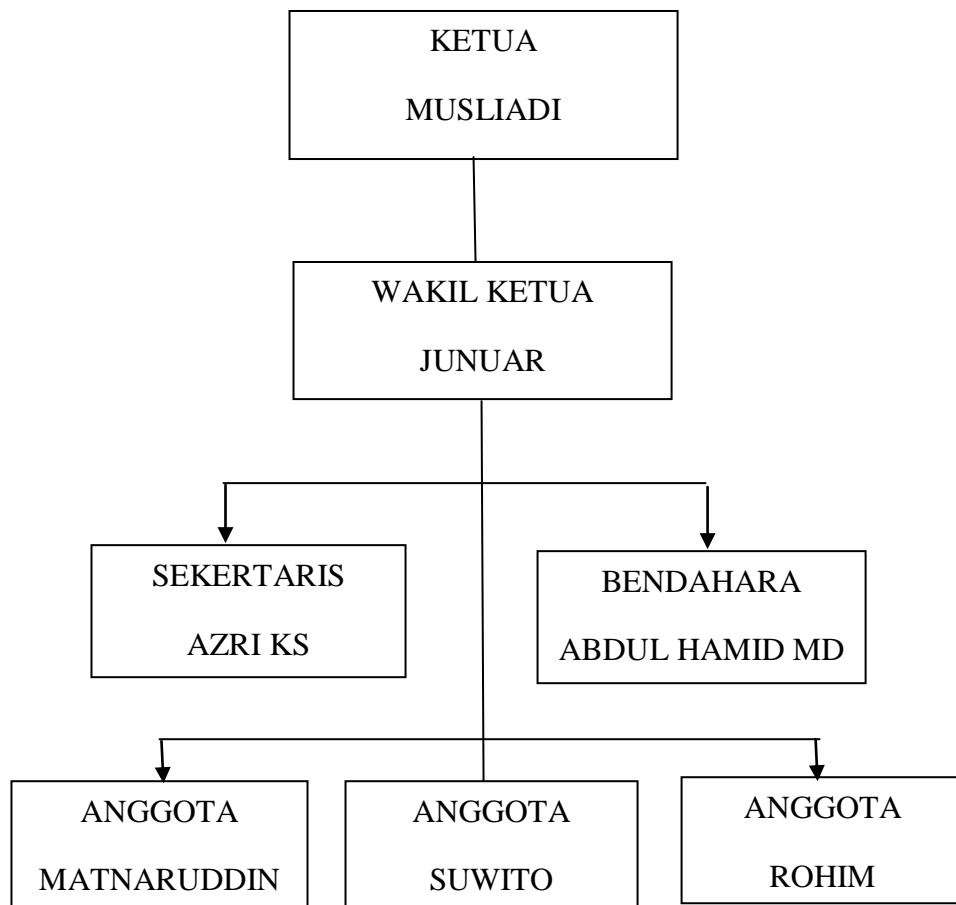 KETUA
MUSLIADI
WAKIL KETUA
JUNUAR
SEKERTARIS
AZRI KS
BENDAHARA
ABDUL HAMID MD
ANGGOTA
MATNARUDDIN
ANGGOTA
SUWITO
ANGGOTA
ROHIM